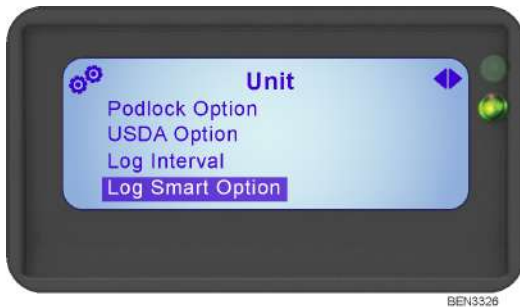 Unit
Podlock Option
USDA Option
Log Interval
Log Smart Option
BEN3326